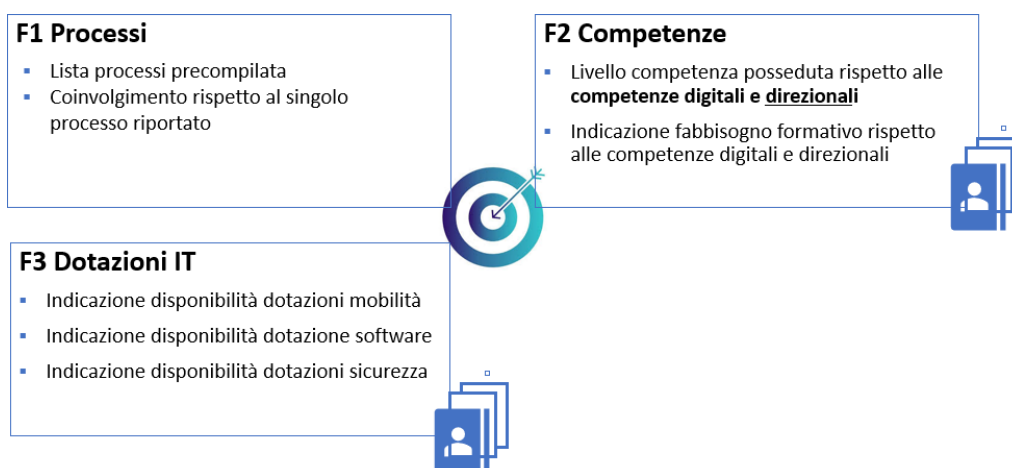 F1 Processi
Lista processi precompilata
Coinvolgimento rispetto al singolo
processo riportato
F2 Competenze
Livello competenza posseduta rispetto alle
competenze digitali e direzionali
Indicazione fabbisogno formativo rispetto
alle competenze digitali e direzionali
F3 Dotazioni IT
Indicazione disponibilità dotazioni mobilità
Indicazione disponibilità dotazione software
Indicazione disponibilità dotazioni sicurezza